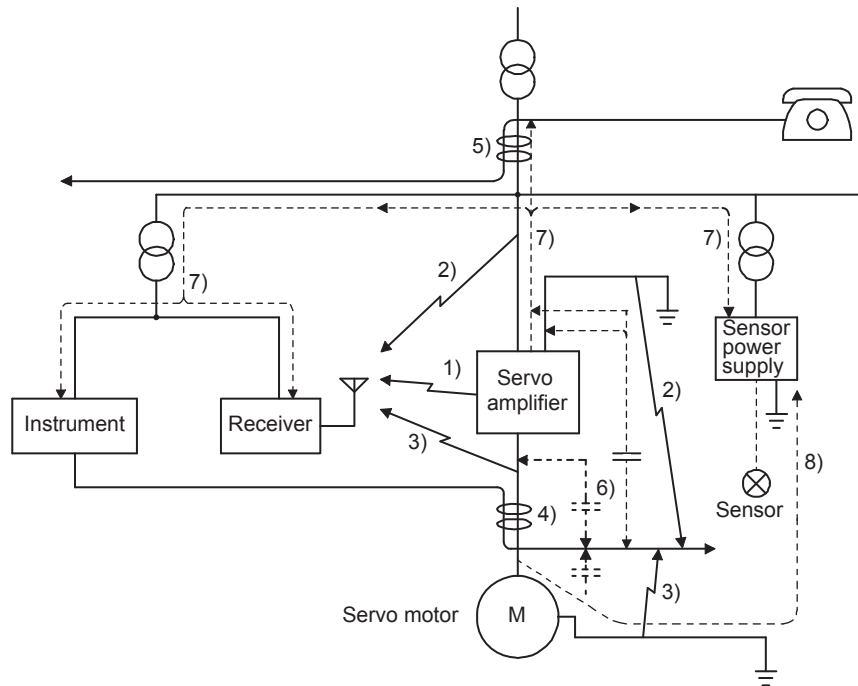 5)
7)
7)
7)
2)
Sensor
power
supply
1)
Servo
amplifier
2)
Instrument
Receiver
3)
8)
6)
4)
Sensor
3)
Servo motor
M